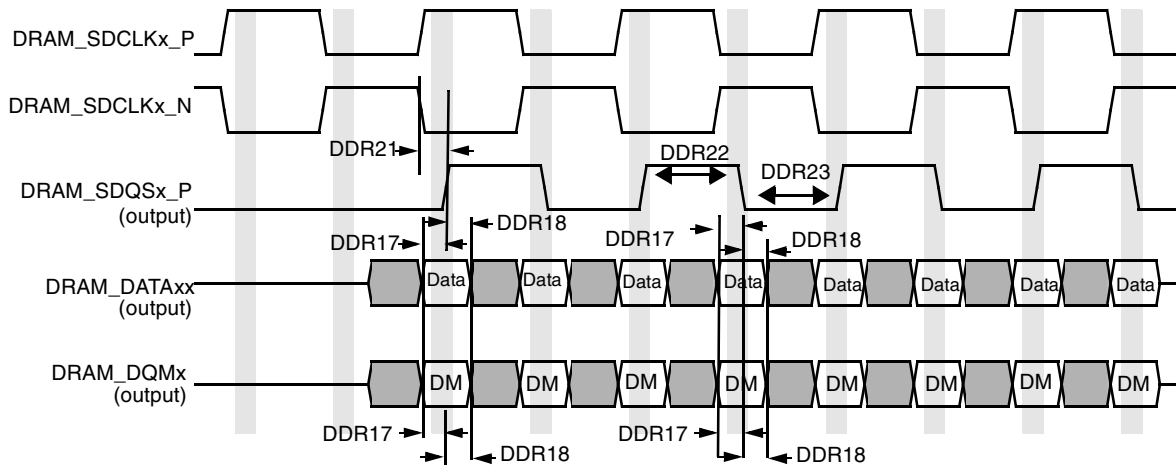 DRAM_SDCLKx_P
DRAM_SDCLKx_N
DDR21
DDR22
DDR23
DRAM_SDQSx_P
(output)
DDR17
DDR18
DDR17
DDR18
DRAM_DATAxx
(output)
Data Data Data Data Data Data Data Data
DRAM_DQMx
(output)
DM DM DM DM DM DM DM DM
DDR17
DDR18
DDR17
DDR18